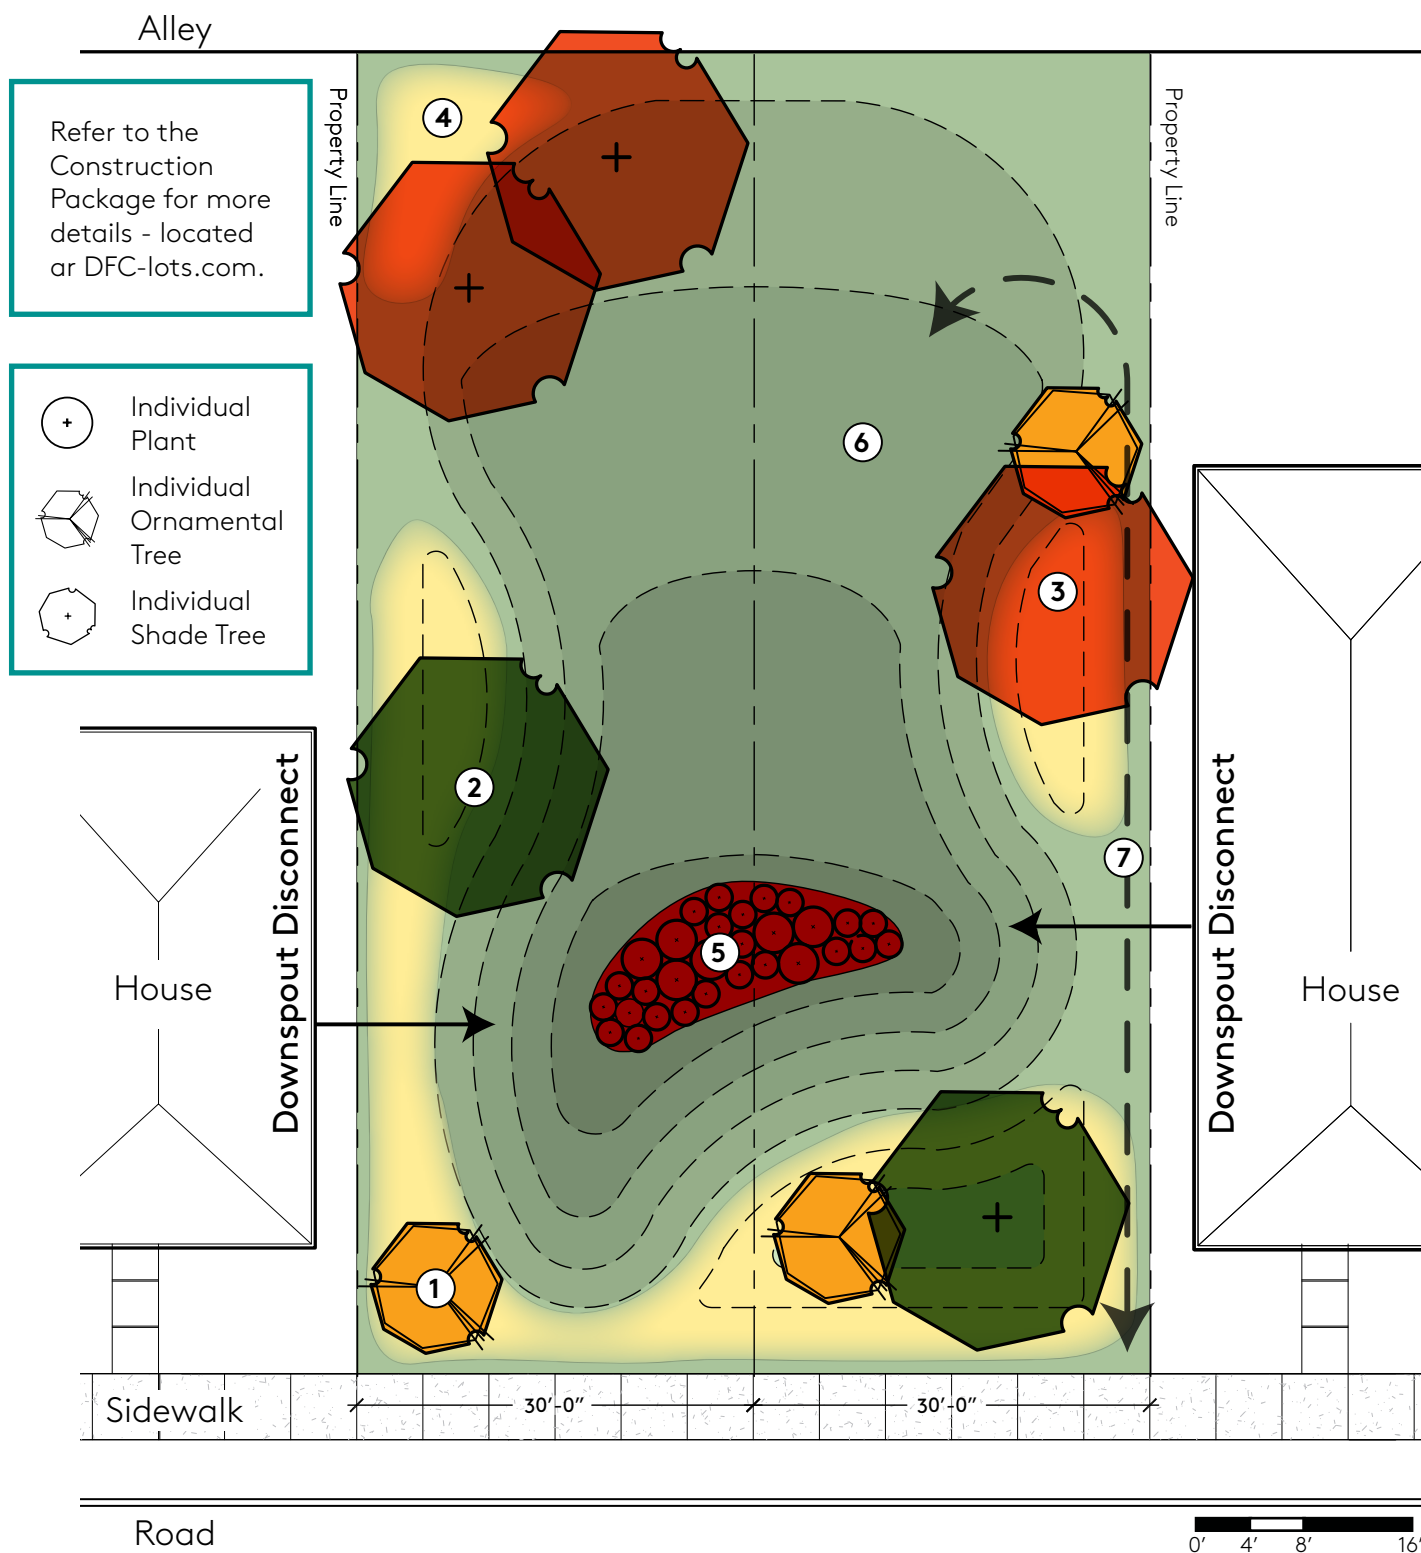 Alley
Refer to the
Construction
Package for more
details - located
ar DFC-lots.com.
Individual
Plant
Individual
Ornamental
Tree
Individual
Shade Tree
Property Line
Property Line
4
6
3
2
7
5
1
Downspout Disconnect
Downspout Disconnect
House
House
Sidewalk
30'-0"
30'-0"
Road
0' 4' 8' 16'